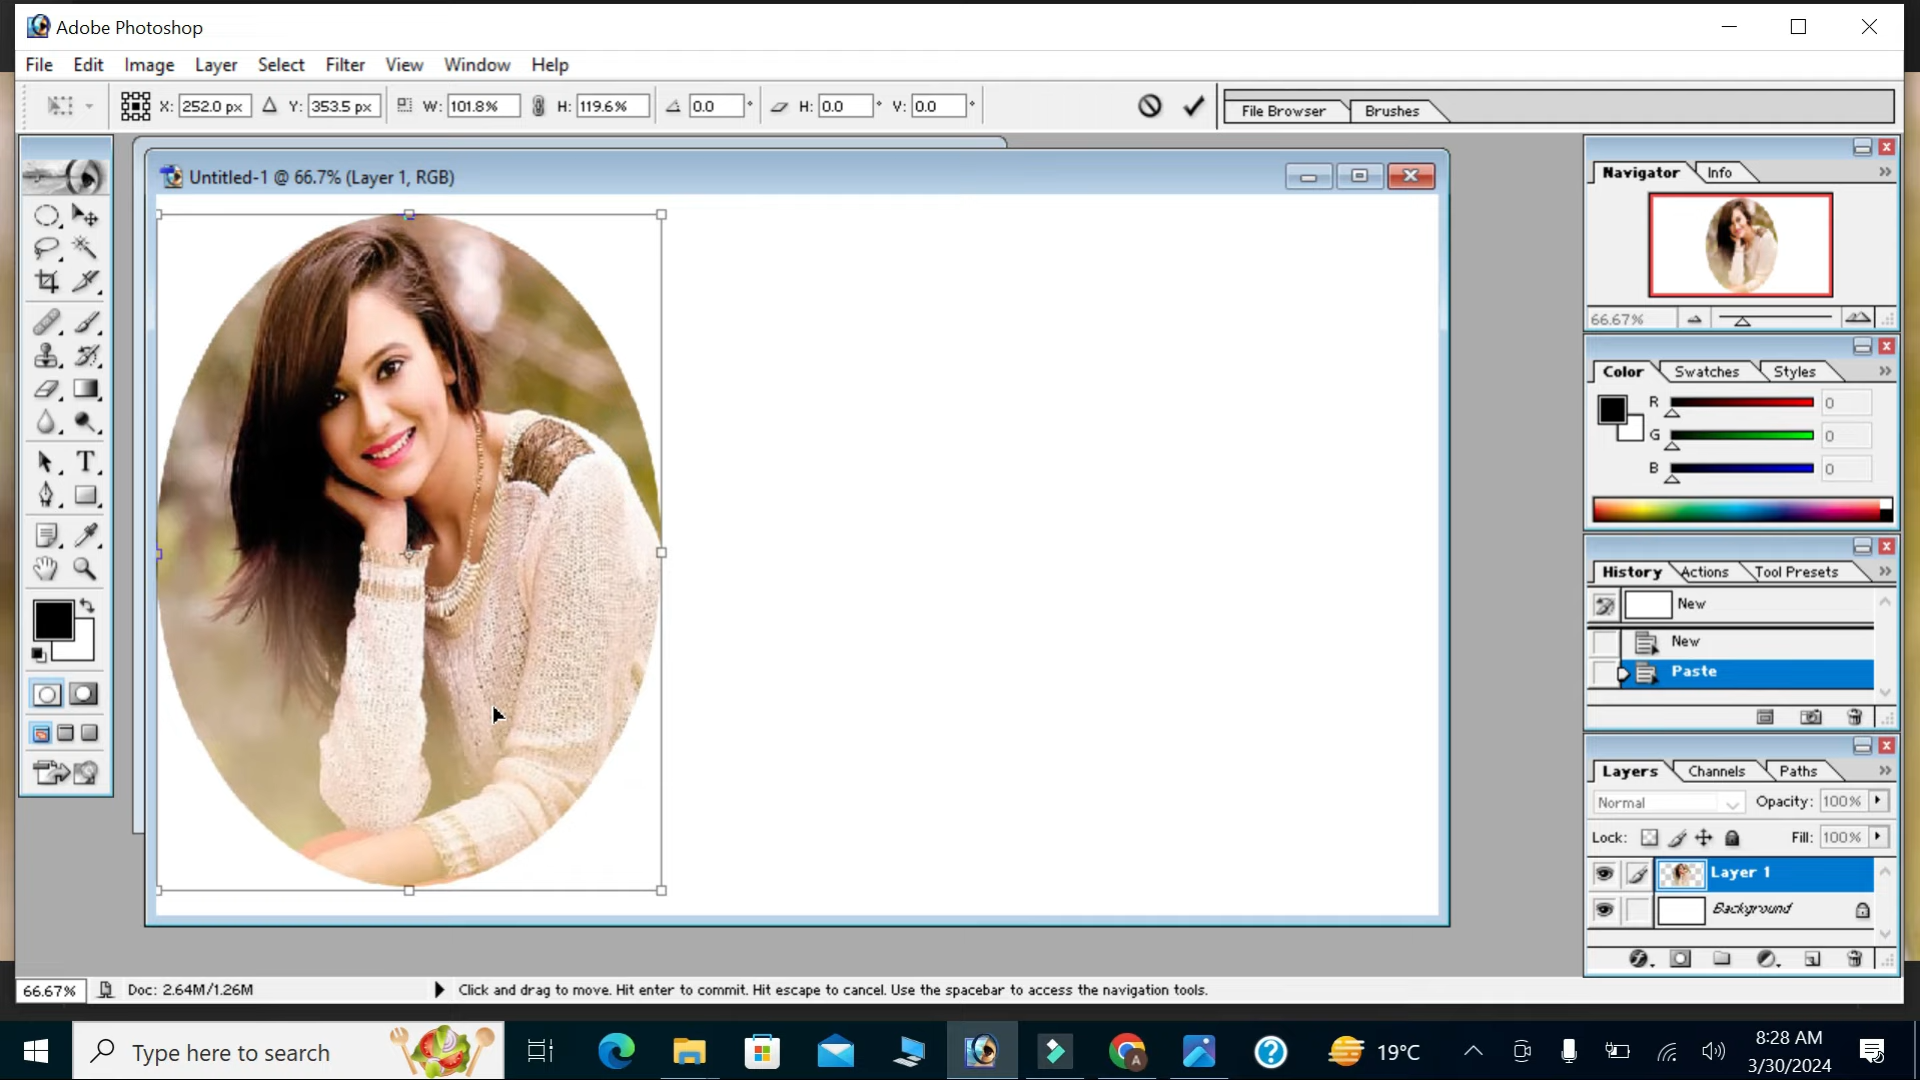 Adobe Photoshop
File Edit Image Layer Select Filter View Window Help
X: 252.0 px Y: 353.5 px W: 101.8% H: 119.6% 0.0 ° H: 0.0 ° V: 0.0 ° File Browser Brushes
Untitled-1 @ 66.7% (Layer 1, RGB)
Navigator Info
66.67%
Color Swatches Styles
R 0
G 0
B 0
T
History Actions Tool Presets
New
New
Paste
Layers Channels Paths
Normal Opacity: 100%
Lock: Fill: 100%
Layer 1
Background
66.67% Doc: 2.64M/1.26M Click and drag to move. Hit enter to commit. Hit escape to cancel. Use the spacebar to access the navigation tools.
Type here to search A ? 19°C 8:28 AM
3/30/2024